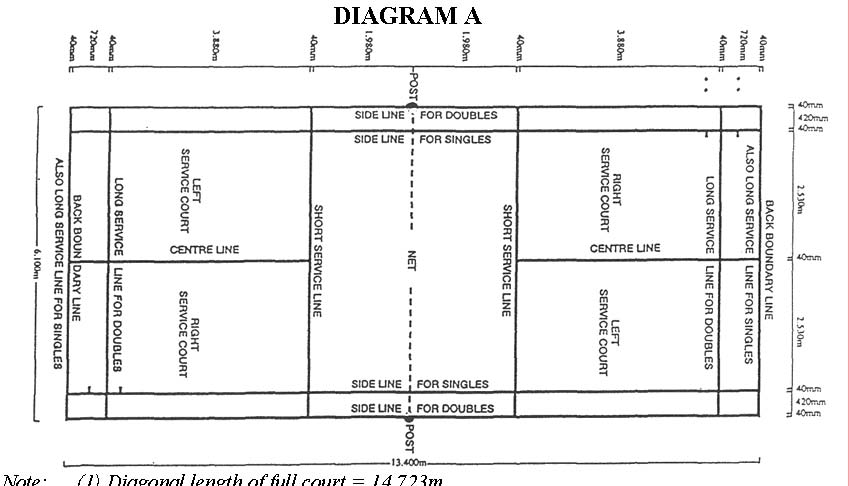 DIAGRAM A
40mm
720mm
40mm
3.880m
40mm
1.980m
1.980m
40mm
3.880m
40mm
720mm
40mm
POST
SIDE LINE FOR DOUBLES
SIDE LINE FOR SINGLES
40mm
420mm
40mm
2.530m
40mm
2.530m
40mm
420mm
40mm
6.100m
ALSO LONG SERVICE LINE FOR SINGLES
BACK BOUNDARY LINE
LONG SERVICE LINE FOR DOUBLES
LEFT
SERVICE COURT
CENTRE LINE
RIGHT
SERVICE COURT
SHORT SERVICE LINE
NET
SHORT SERVICE LINE
RIGHT
SERVICE COURT
CENTRE LINE
LEFT
SERVICE COURT
LONG SERVICE LINE FOR DOUBLES
ALSO LONG SERVICE LINE FOR SINGLES
BACK BOUNDARY LINE
SIDE LINE FOR SINGLES
SIDE LINE FOR DOUBLES
POST
13.400m
Note: (1) Diagonal length of full court = 14.723m